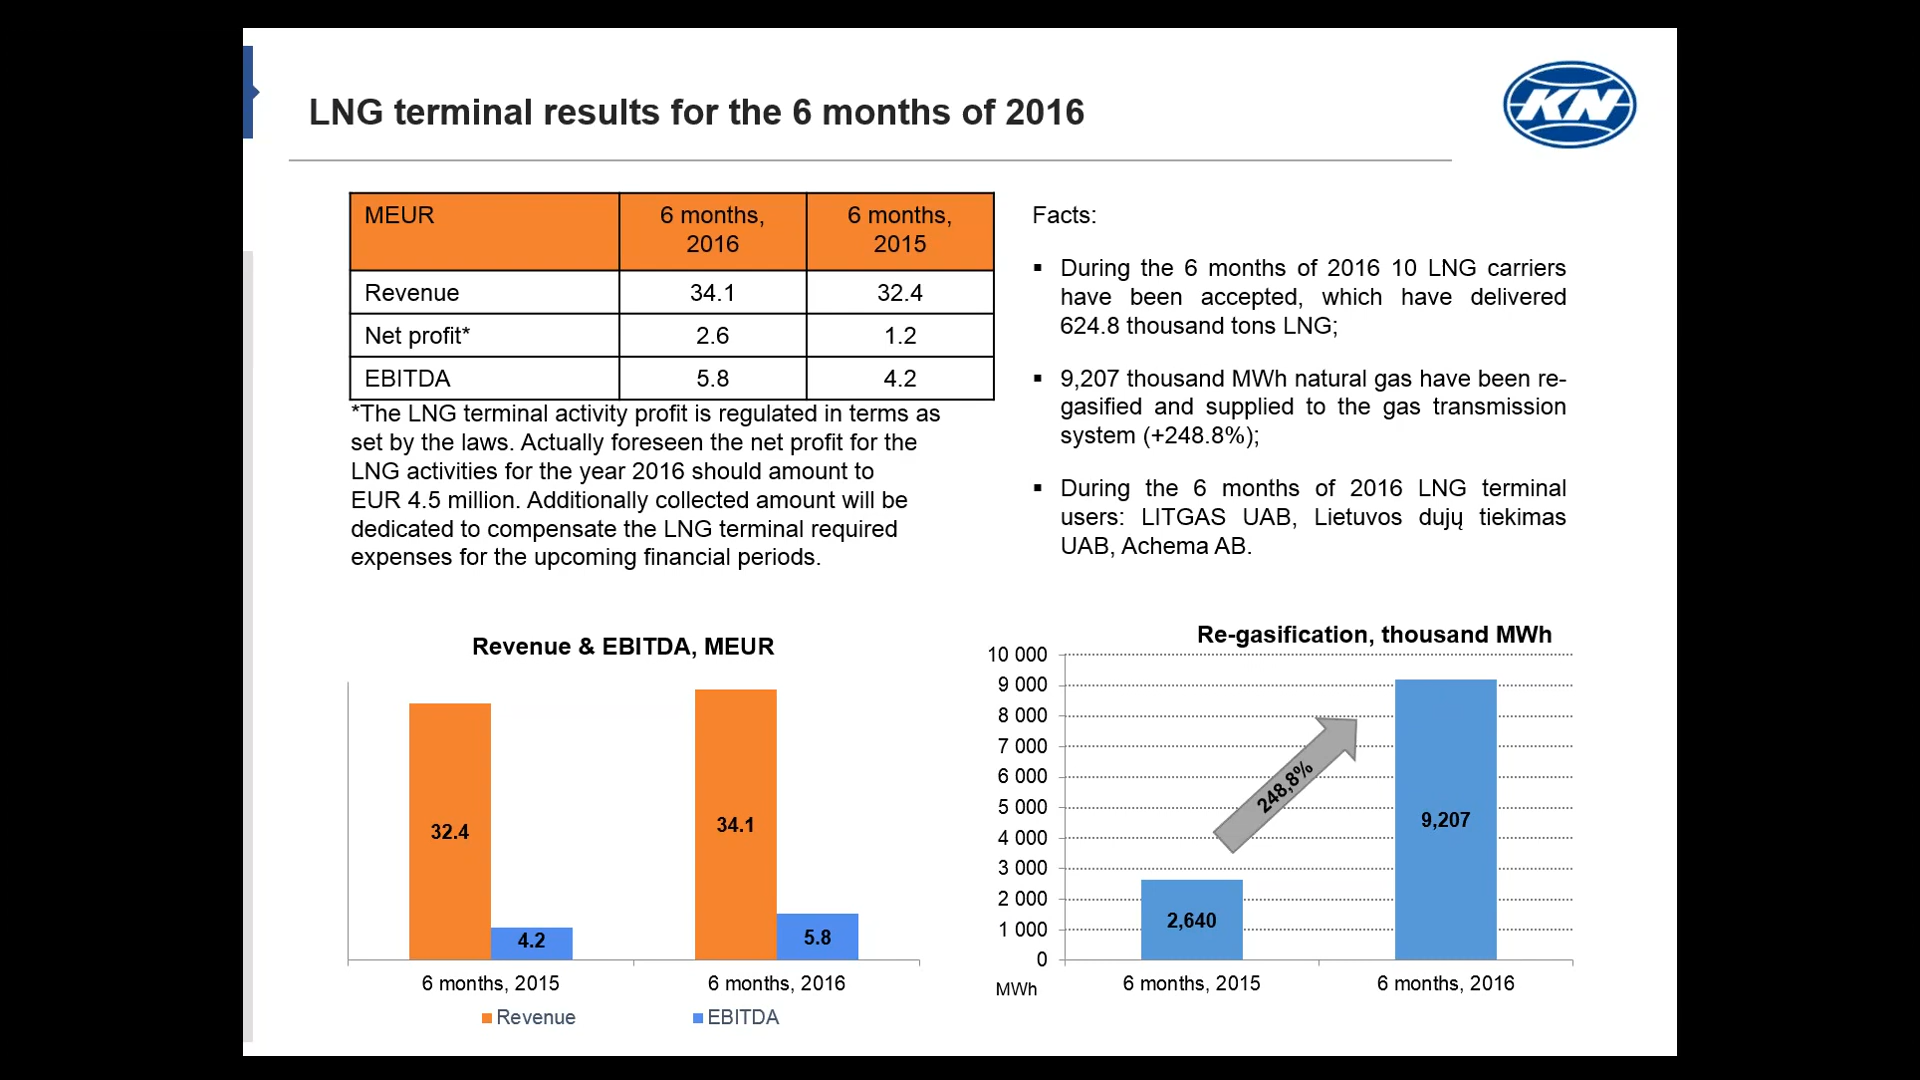 LNG terminal results for the 6 months of 2016
KN
MEUR
6 months,
2016
6 months,
2015
Revenue
34.1
32.4
Net profit*
2.6
1.2
EBITDA
5.8
4.2
*The LNG terminal activity profit is regulated in terms as
set by the laws. Actually foreseen the net profit for the
LNG activities for the year 2016 should amount to
EUR 4.5 million. Additionally collected amount will be
dedicated to compensate the LNG terminal required
expenses for the upcoming financial periods.
Facts:
▪ During the 6 months of 2016 10 LNG carriers
have been accepted, which have delivered
624.8 thousand tons LNG;
▪ 9,207 thousand MWh natural gas have been re-
gasified and supplied to the gas transmission
system (+248.8%);
▪ During the 6 months of 2016 LNG terminal
users: LITGAS UAB, Lietuvos dujų tiekimas
UAB, Achema AB.
Revenue & EBITDA, MEUR
32.4
4.2
34.1
5.8
6 months, 2015
6 months, 2016
Revenue
EBITDA
Re-gasification, thousand MWh
10 000
9 000
8 000
7 000
6 000
5 000
4 000
3 000
2 000
1 000
0
MWh
248,8%
2,640
9,207
6 months, 2015
6 months, 2016